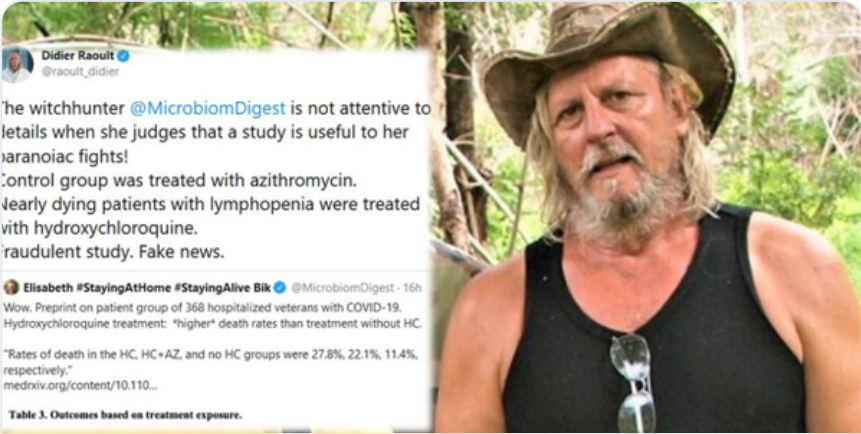 Didier Raoult
@raoult_didier
The witchhunter @MicrobiomDigest is not attentive to
details when she judges that a study is useful to her
paranoiac fights!
Control group was treated with azithromycin.
Nearly dying patients with lymphopenia were treated
with hydroxychloroquine.
Fraudulent study. Fake news.
Elisabeth #StayingAtHome #StayingAlive Bik @MicrobiomDigest · 16h
Wow. Preprint on patient group of 368 hospitalized veterans with COVID-19.
Hydroxychloroquine treatment: *higher* death rates than treatment without HC.
"Rates of death in the HC, HC+AZ, and no HC groups were 27.8%, 22.1%, 11.4%,
respectively."
medrxiv.org/content/10.110...
Table 3. Outcomes based on treatment exposure.